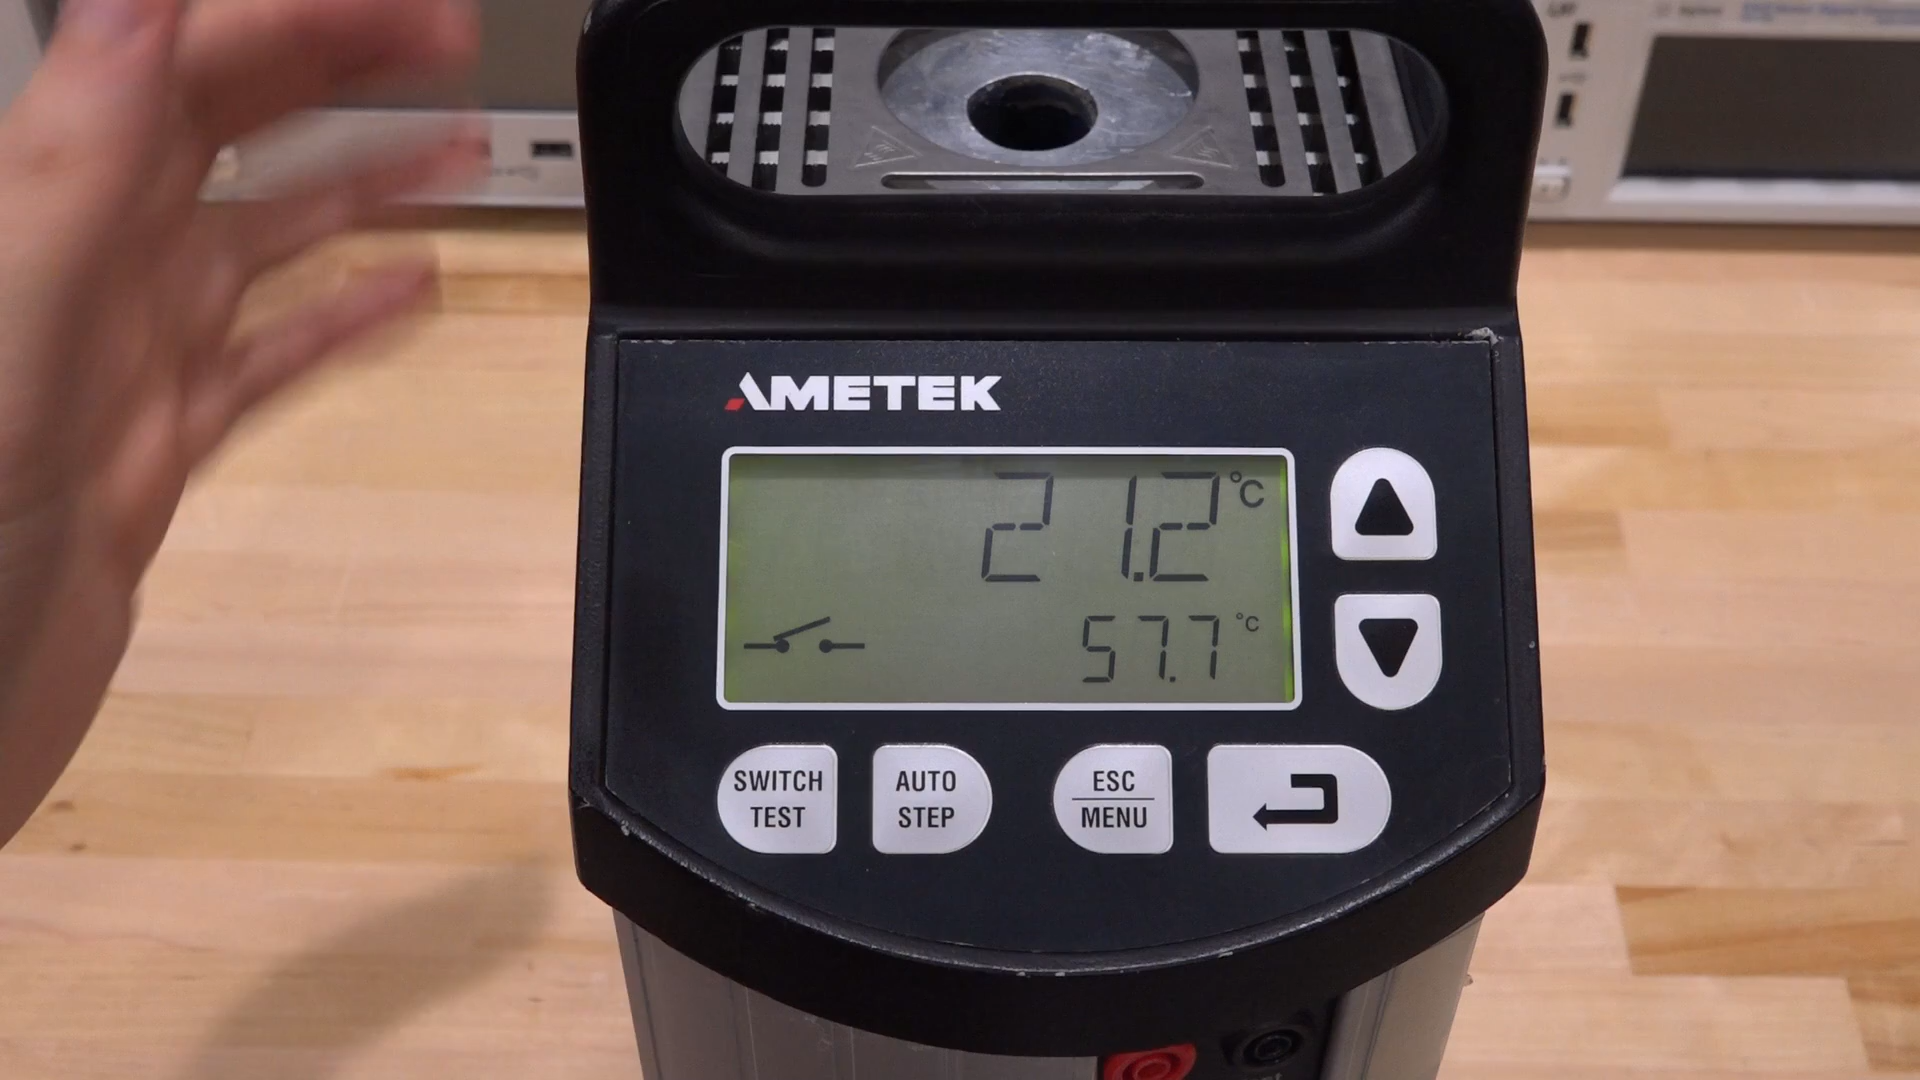 AMETEK
21.2 °C
57.7 °C
SWITCH
TEST
AUTO
STEP
ESC
MENU